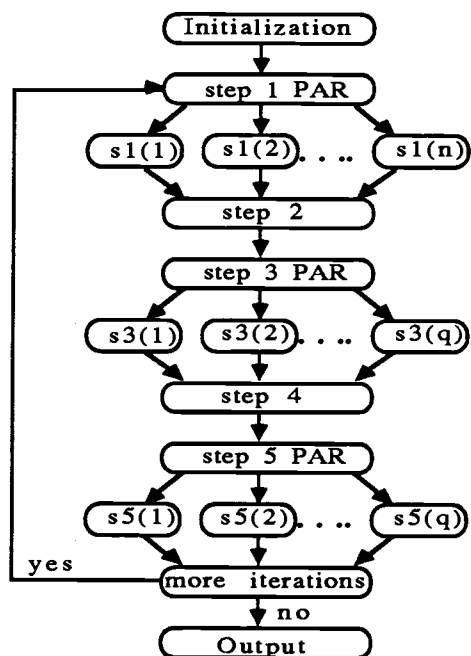 Initialization
step 1 PAR
s1(1) s1(2) . . .. s1(n)
step 2
step 3 PAR
s3(1) s3(2) . . .. s3(q)
step 4
step 5 PAR
s5(1) s5(2) . . .. s5(q)
yes
more iterations
no
Output